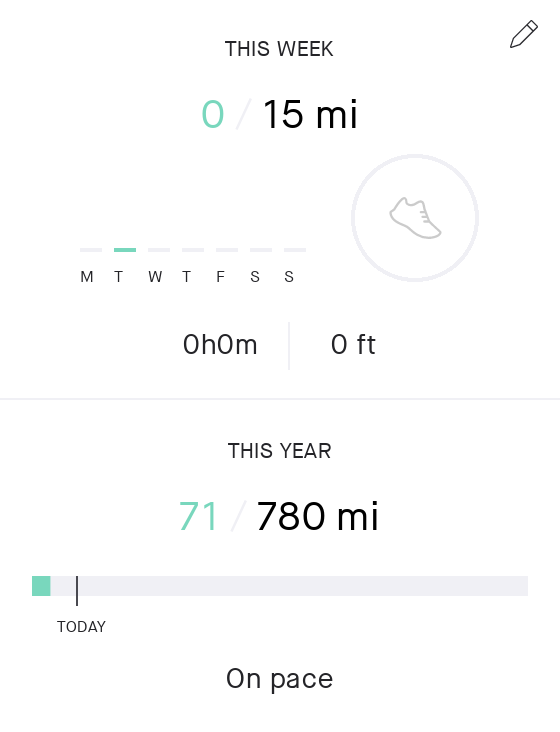 THIS WEEK
0 / 15 mi
M T W T F S S
0h0m 0 ft
THIS YEAR
71 / 780 mi
TODAY
On pace